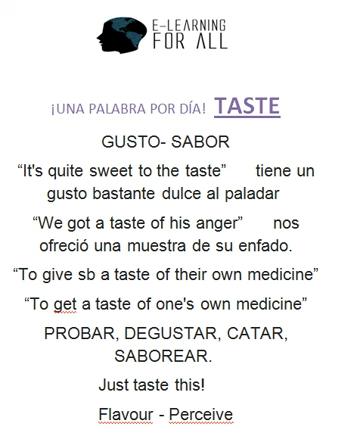 E-LEARNING
FOR ALL
¡UNA PALABRA POR DÍA! TASTE
GUSTO- SABOR
“It's quite sweet to the taste” tiene un
gusto bastante dulce al paladar
“We got a taste of his anger” nos
ofreció una muestra de su enfado.
“To give sb a taste of their own medicine”
“To get a taste of one's own medicine”
PROBAR, DEGUSTAR, CATAR,
SABOREAR.
Just taste this!
Flavour - Perceive